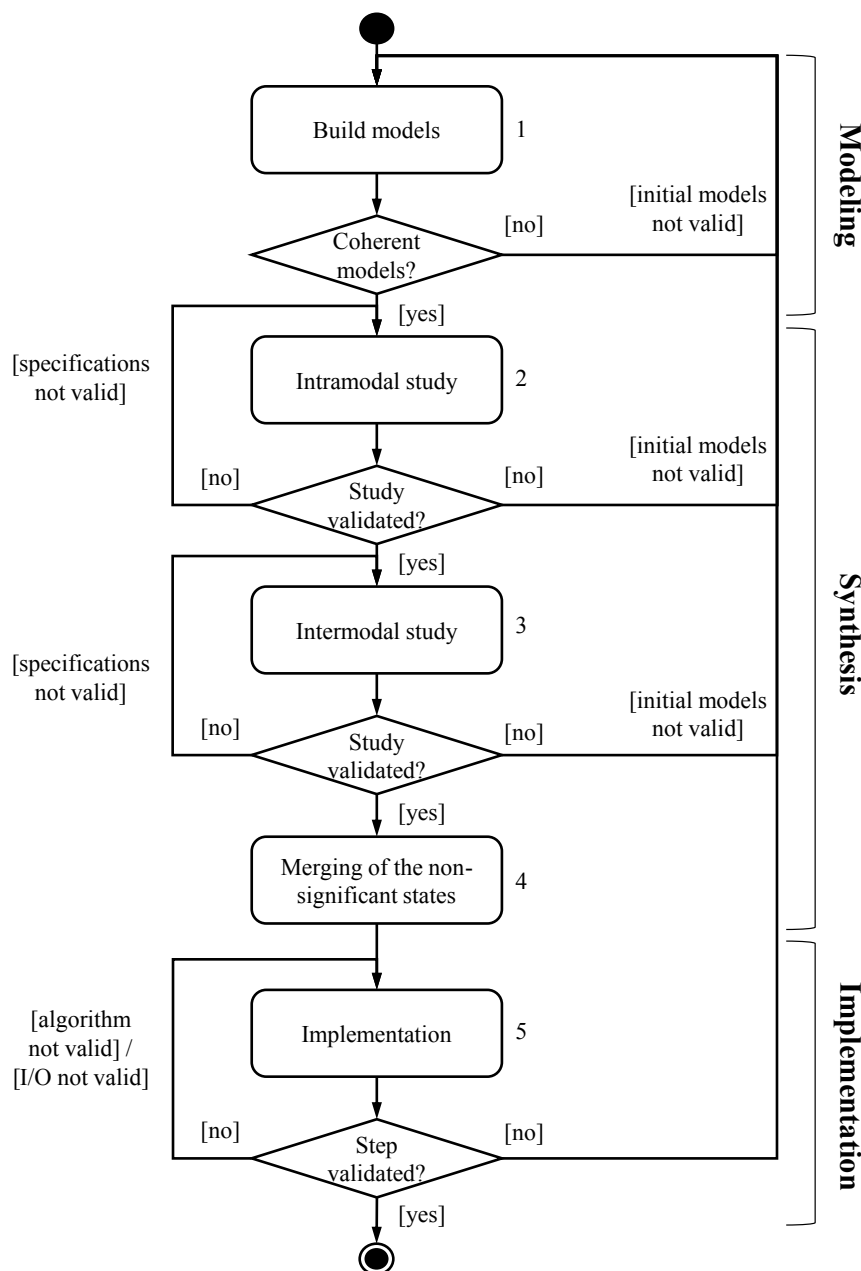 Build models
1
Modeling
[initial models
not valid]
[no]
Coherent
models?
[yes]
[specifications
not valid]
Intramodal study
2
[initial models
not valid]
[no]
[no]
Study
validated?
[yes]
Synthesis
Intermodal study
3
[specifications
not valid]
[initial models
not valid]
[no]
[no]
Study
validated?
[yes]
Merging of the non-
significant states
4
Implementation
5
[algorithm
not valid] /
[I/O not valid]
Implementation
[no]
[no]
Step
validated?
[yes]